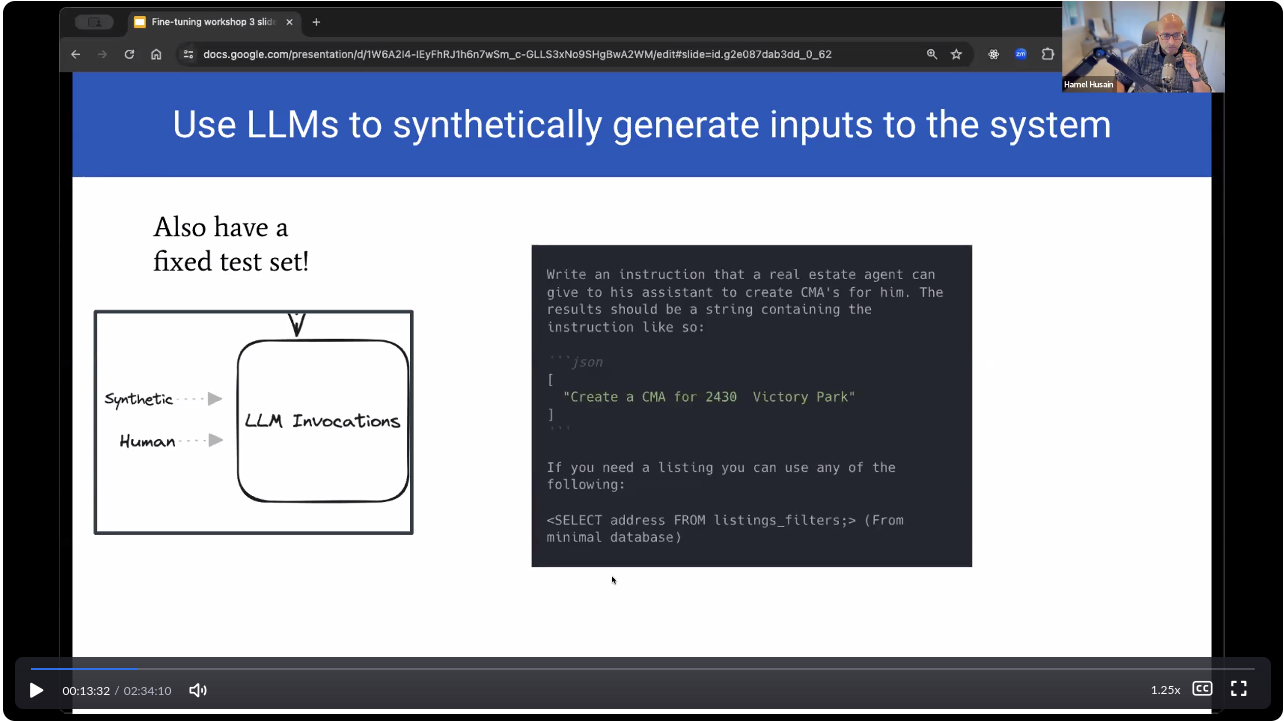 Fine-tuning workshop 3 slid
docs.google.com/presentation/d/1W6A2I4-IEyFhRJ1h6n7wSm_c-GLLS3xNo9SHgBwA2WM/edit#slide=id.g2e087dab3dd_0_62
zm
Hamel Husain
Use LLMs to synthetically generate inputs to the system
Also have a
fixed test set!
Synthetic
Human
LLM Invocations
Write an instruction that a real estate agent can
give to his assistant to create CMA's for him. The
results should be a string containing the
instruction like so:
```json
[
"Create a CMA for 2430  Victory Park"
]
```
If you need a listing you can use any of the
following:
<SELECT address FROM listings_filters;> (From
minimal database)
00:13:32 / 02:34:10
1.25x
CC